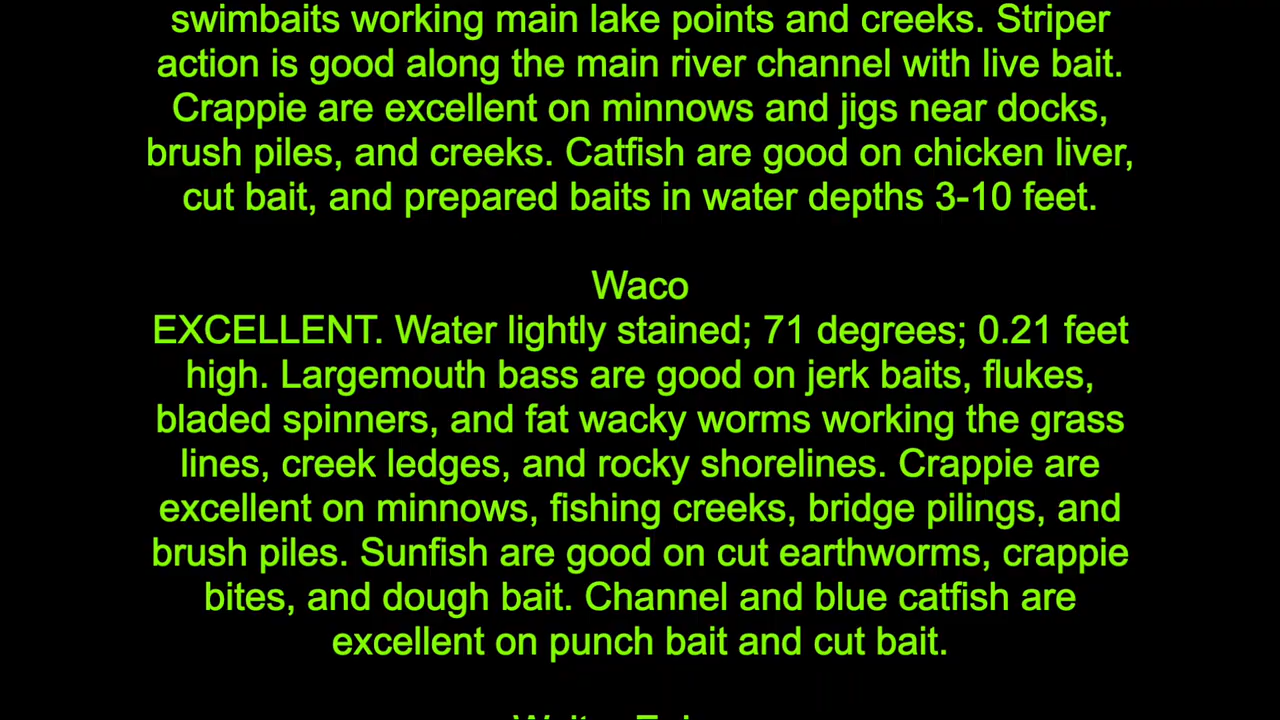 swimbaits working main lake points and creeks. Striper
action is good along the main river channel with live bait.
Crappie are excellent on minnows and jigs near docks,
brush piles, and creeks. Catfish are good on chicken liver,
cut bait, and prepared baits in water depths 3-10 feet.
Waco
EXCELLENT. Water lightly stained; 71 degrees; 0.21 feet
high. Largemouth bass are good on jerk baits, flukes,
bladed spinners, and fat wacky worms working the grass
lines, creek ledges, and rocky shorelines. Crappie are
excellent on minnows, fishing creeks, bridge pilings, and
brush piles. Sunfish are good on cut earthworms, crappie
bites, and dough bait. Channel and blue catfish are
excellent on punch bait and cut bait.